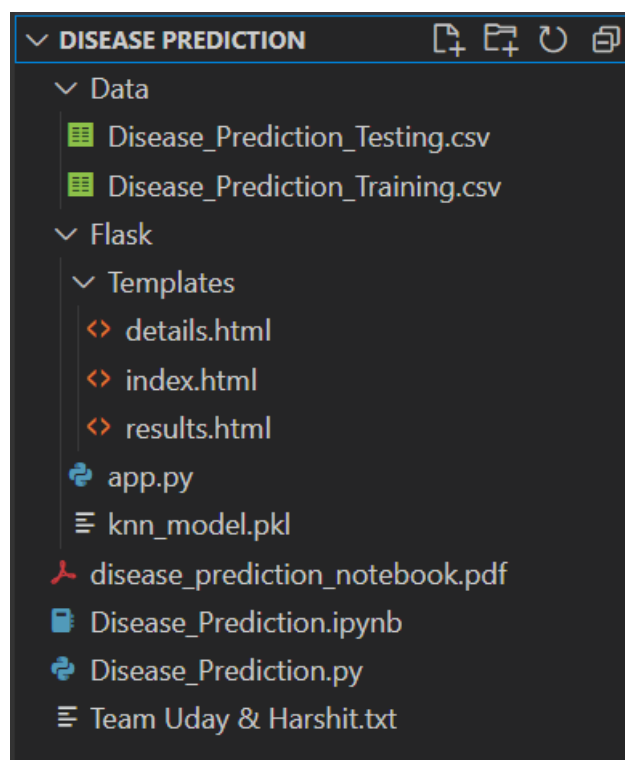 DISEASE PREDICTION
Data
Disease_Prediction_Testing.csv
Disease_Prediction_Training.csv
Flask
Templates
details.html
index.html
results.html
app.py
knn_model.pkl
disease_prediction_notebook.pdf
Disease_Prediction.ipynb
Disease_Prediction.py
Team Uday & Harshit.txt